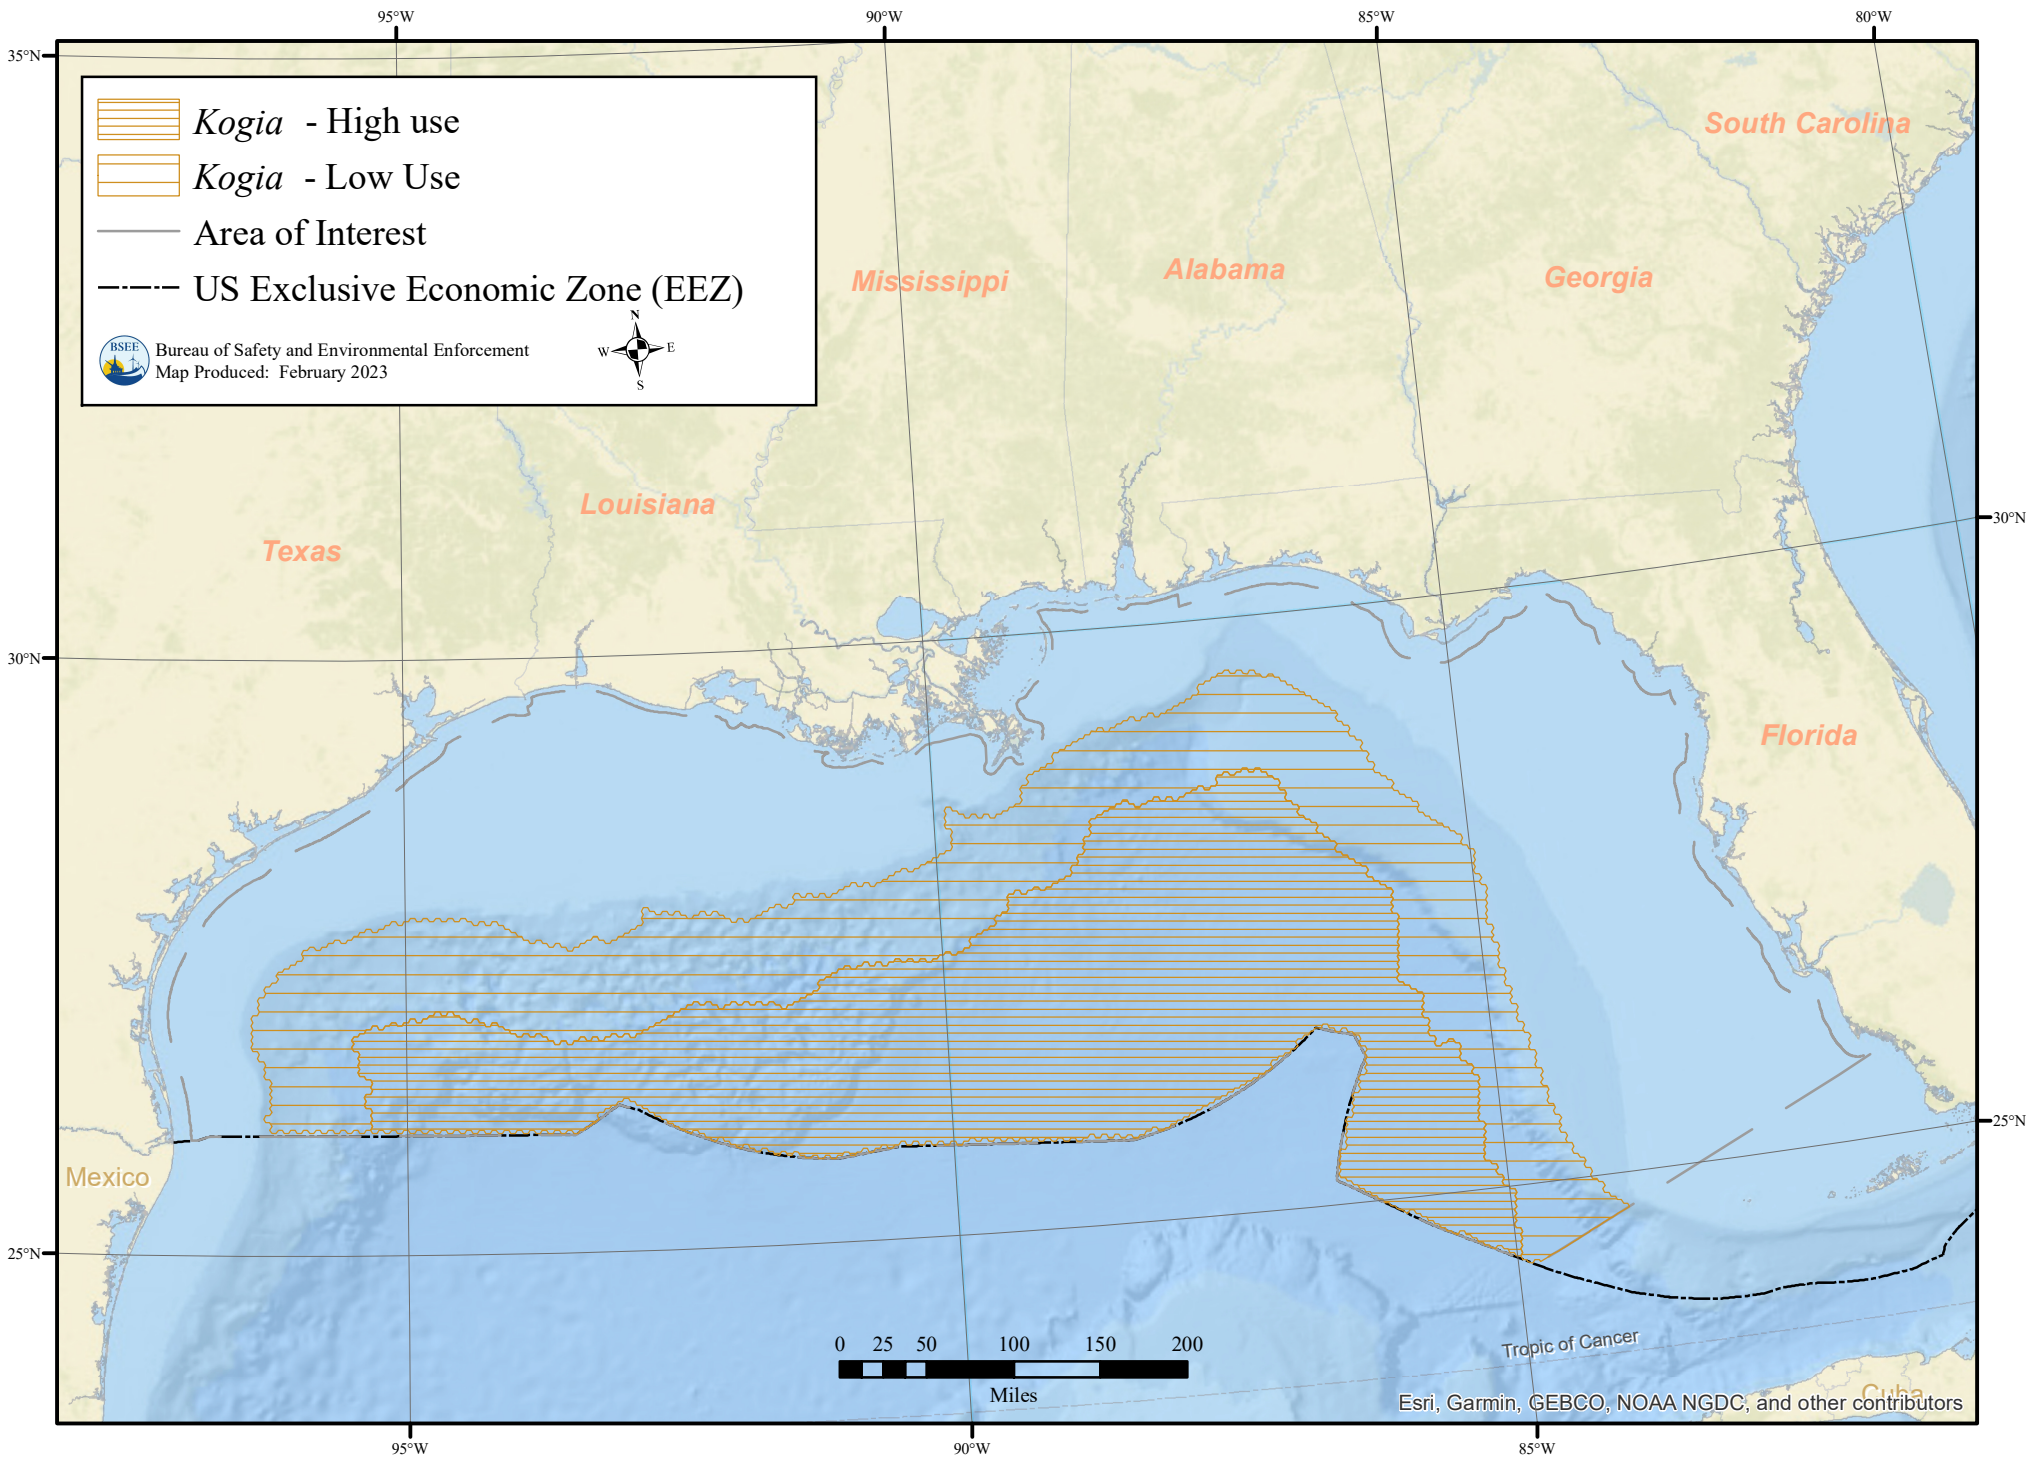 95°W 90°W 85°W 80°W
35°N
Kogia - High use
Kogia - Low Use
Area of Interest
US Exclusive Economic Zone (EEZ)
BSEE
Bureau of Safety and Environmental Enforcement
Map Produced: February 2023
N
W E
S
South Carolina
Mississippi
Alabama
Georgia
Louisiana
Texas
30°N
30°N
Florida
25°N
Mexico
25°N
0 25 50 100 150 200
Miles
Tropic of Cancer
Cuba
Esri, Garmin, GEBCO, NOAA NGDC, and other contributors
95°W 90°W 85°W